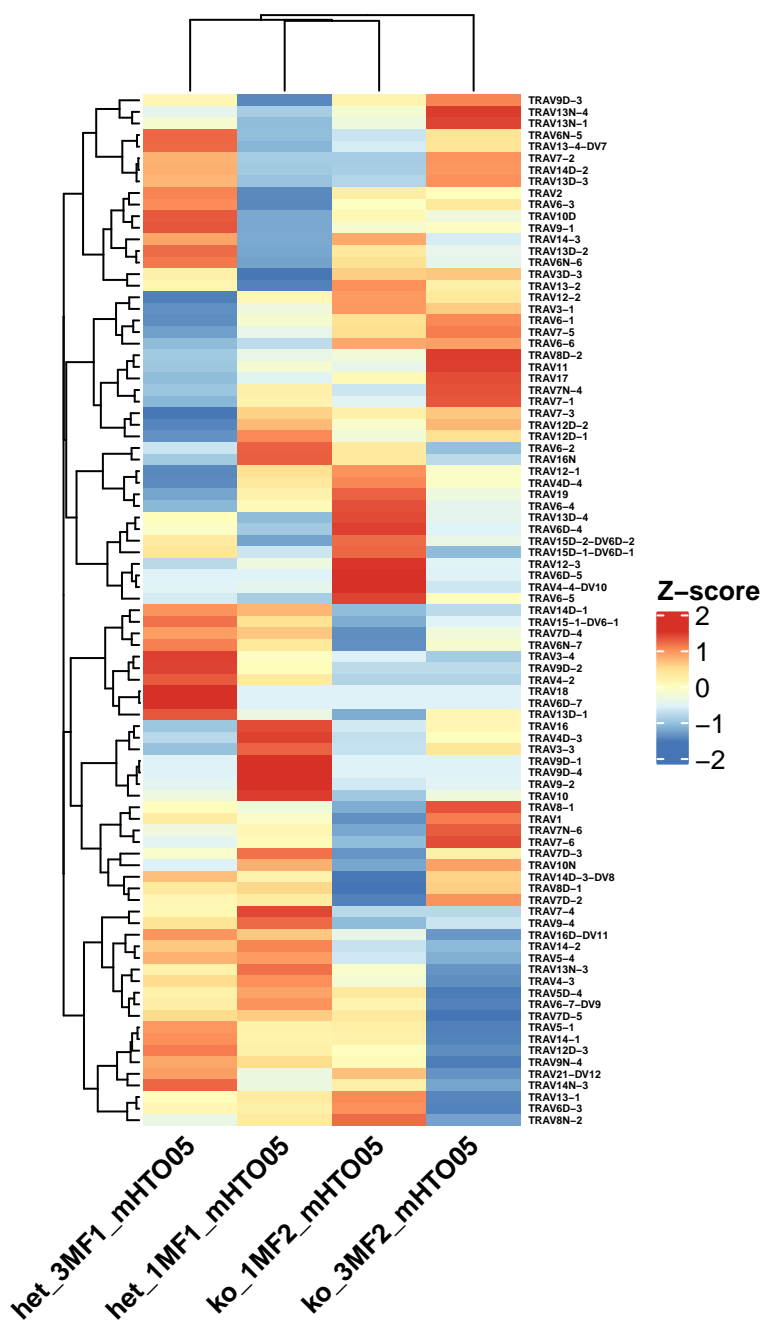 TRAV9D−3
TRAV13N−4
TRAV13N−1
TRAV6N−5
TRAV13−4−DV7
TRAV7−2
TRAV14D−2
TRAV13D−3
TRAV2
TRAV6−3
TRAV10D
TRAV9−1
TRAV14−3
TRAV13D−2
TRAV6N−6
TRAV3D−3
TRAV13−2
TRAV12−2
TRAV3−1
TRAV6−1
TRAV7−5
TRAV6−6
TRAV8D−2
TRAV11
TRAV17
TRAV7N−4
TRAV7−1
TRAV7−3
TRAV12D−2
TRAV12D−1
TRAV6−2
TRAV16N
TRAV12−1
TRAV4D−4
TRAV19
TRAV6−4
TRAV13D−4
TRAV6D−4
TRAV15D−2−DV6D−2
TRAV15D−1−DV6D−1
TRAV12−3
TRAV6D−5
TRAV4−4−DV10
TRAV6−5
TRAV14D−1
TRAV15−1−DV6−1
TRAV7D−4
TRAV6N−7
TRAV3−4
TRAV9D−2
TRAV4−2
TRAV18
TRAV6D−7
TRAV13D−1
TRAV16
TRAV4D−3
TRAV3−3
TRAV9D−1
TRAV9D−4
TRAV9−2
TRAV10
TRAV8−1
TRAV1
TRAV7N−6
TRAV7−6
TRAV7D−3
TRAV10N
TRAV14D−3−DV8
TRAV8D−1
TRAV7D−2
TRAV7−4
TRAV9−4
TRAV16D−DV11
TRAV14−2
TRAV5−4
TRAV13N−3
TRAV4−3
TRAV5D−4
TRAV6−7−DV9
TRAV7D−5
TRAV5−1
TRAV14−1
TRAV12D−3
TRAV9N−4
TRAV21−DV12
TRAV14N−3
TRAV13−1
TRAV6D−3
TRAV8N−2
Z−score
2
1
0
−1
−2
het_3MF1_mHTO05
het_1MF1_mHTO05
ko_1MF2_mHTO05
ko_3MF2_mHTO05